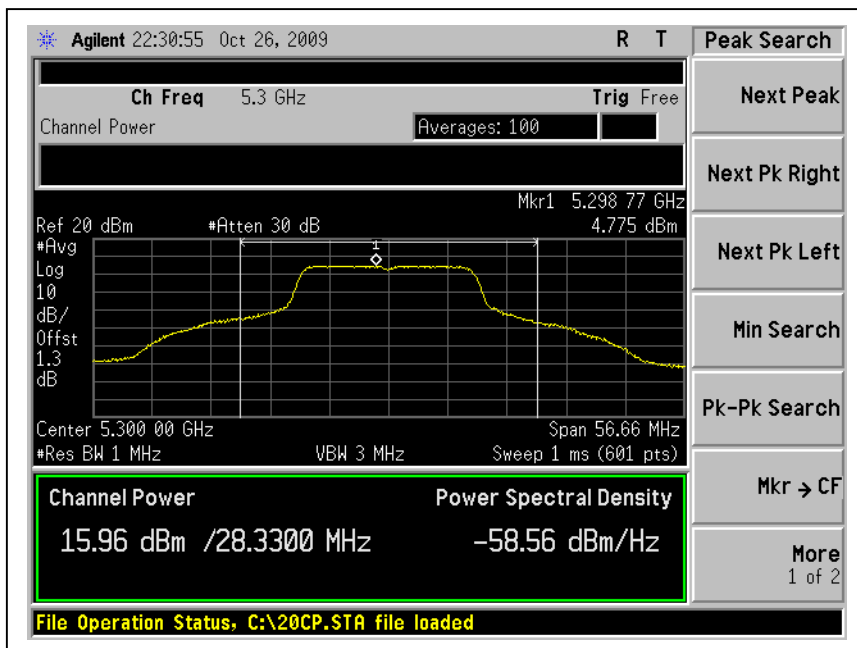 Agilent 22:30:55 Oct 26, 2009 R T
Peak Search
Ch Freq 5.3 GHz Trig Free
Channel Power Averages: 100
Mkr1 5.298 77 GHz
Ref 20 dBm #Atten 30 dB 4.775 dBm
#Avg
Log
10
dB/
Offst
1.3
dB
1
Center 5.300 00 GHz Span 56.66 MHz
#Res BW 1 MHz VBW 3 MHz Sweep 1 ms (601 pts)
Channel Power Power Spectral Density
15.96 dBm /28.3300 MHz -58.56 dBm/Hz
File Operation Status, C:\20CP.STA file loaded
Next Peak
Next Pk Right
Next Pk Left
Min Search
Pk-Pk Search
Mkr → CF
More
1 of 2